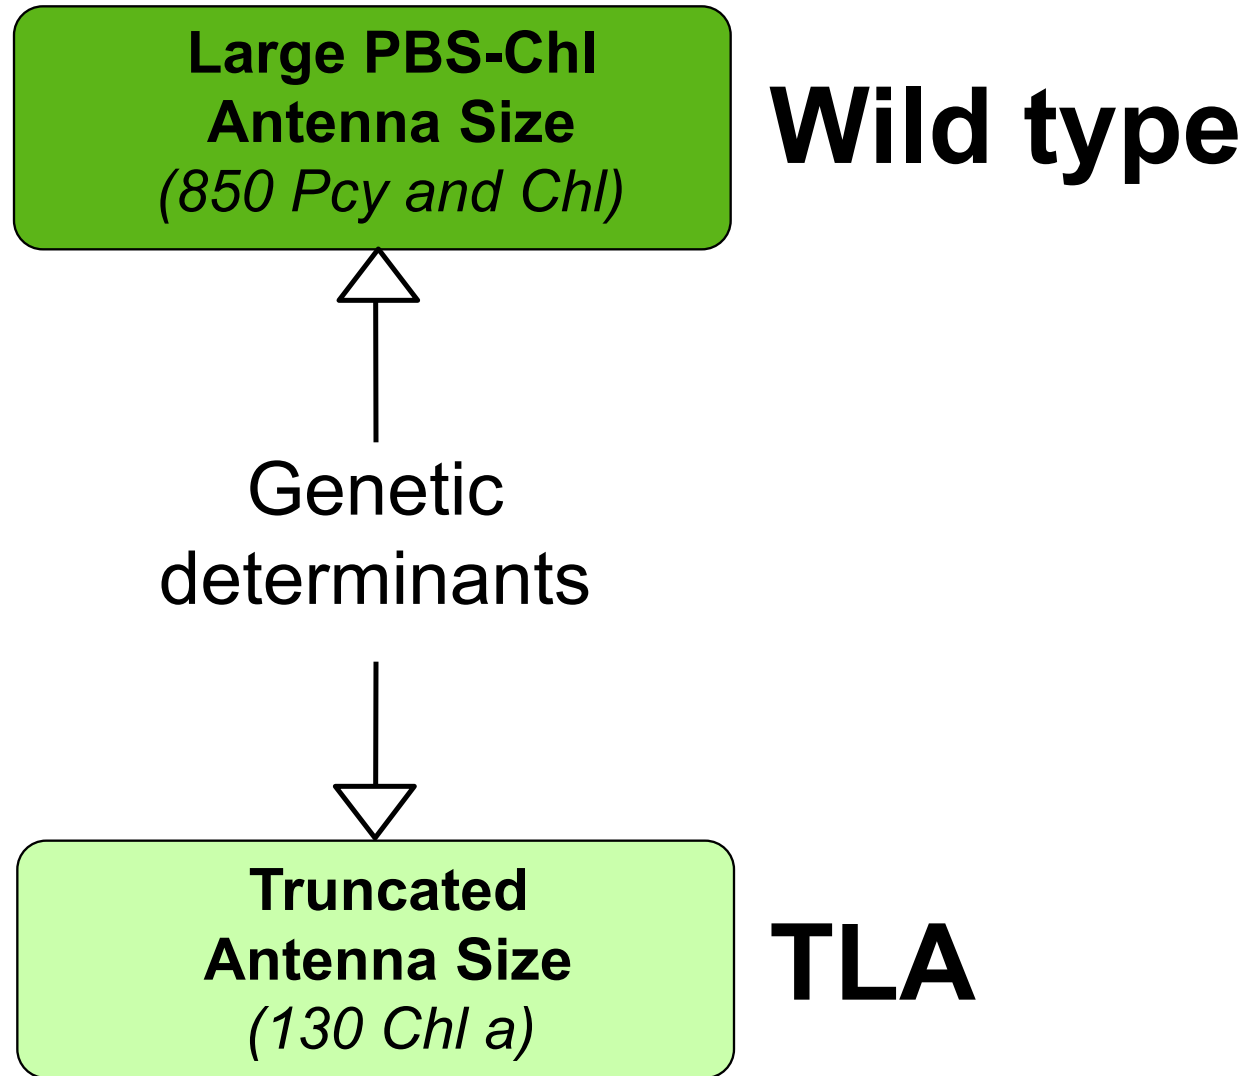 Large PBS-Chl
Antenna Size
(850 Pcy and Chl)
Wild type
Genetic
determinants
Truncated
Antenna Size
(130 Chl a)
TLA